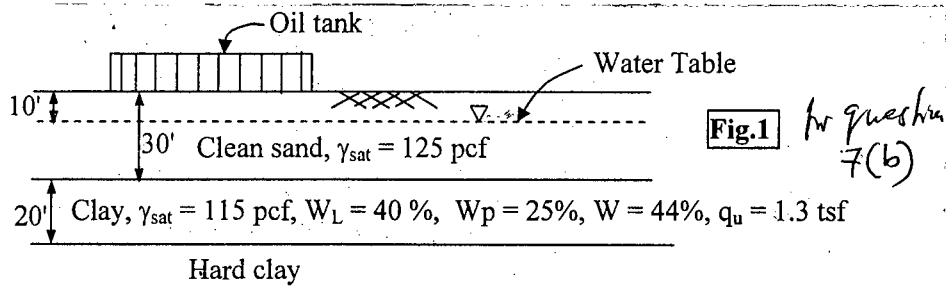 Oil tank
Water Table
10'
Fig.1
for question
7(b)
30' Clean sand, γsat = 125 pcf
20' Clay, γsat = 115 pcf, WL = 40 %, Wp = 25%, W = 44%, qu = 1.3 tsf
Hard clay